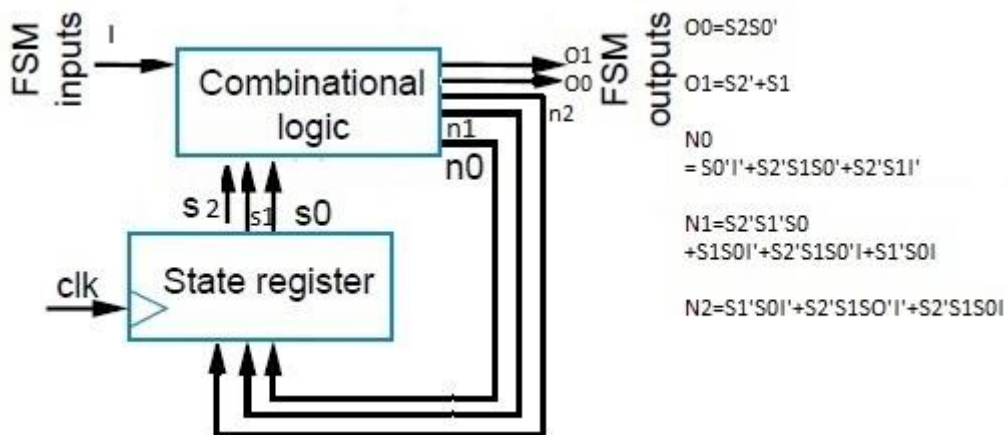 FSM inputs
I
Combinational
logic
O1
O0
n2
n1
n0
FSM outputs
s2
s1
s0
clk
State register
O0=S2S0'
O1=S2'+S1
N0
= S0'I'+S2'S1S0'+S2'S1I'
N1=S2'S1'S0
+S1S0I'+S2'S1S0'I+S1'S0I
N2=S1'S0I'+S2'S1SO'I'+S2'S1S0I